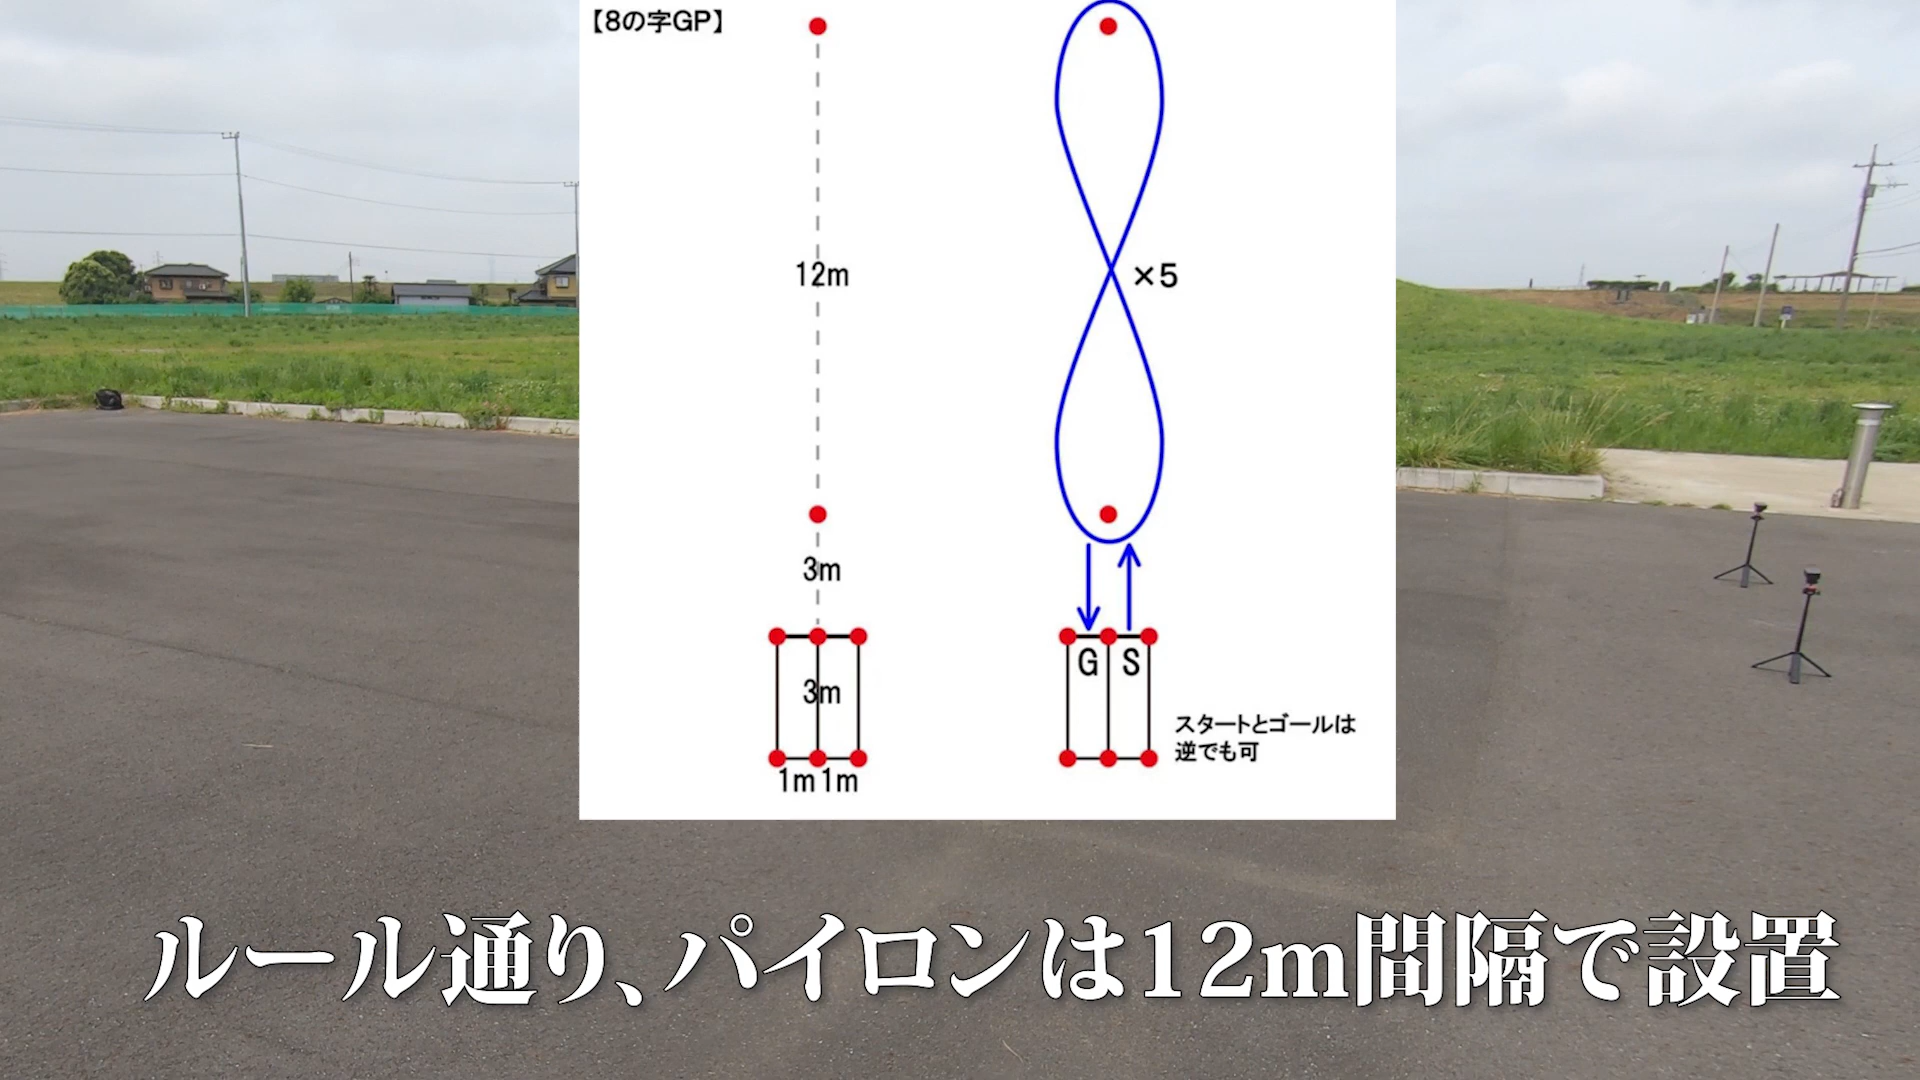 【8の字GP】
12m
×5
3m
3m
G S
1m 1m
スタートとゴールは
逆でも可
ルール通り、パイロンは12m間隔で設置